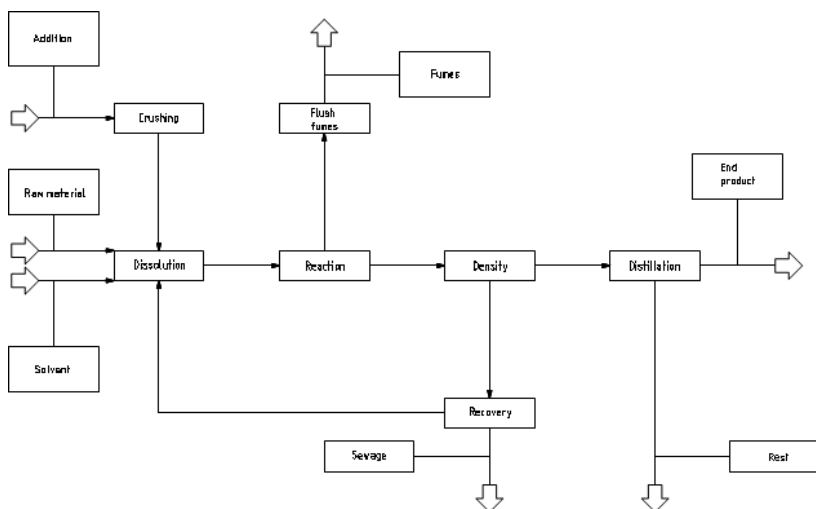 Addition
Fumes
Crushing
Flush
fumes
End
product
Raw material
Dissolution
Reaction
Density
Distillation
Solvent
Recovery
Sewage
Rest